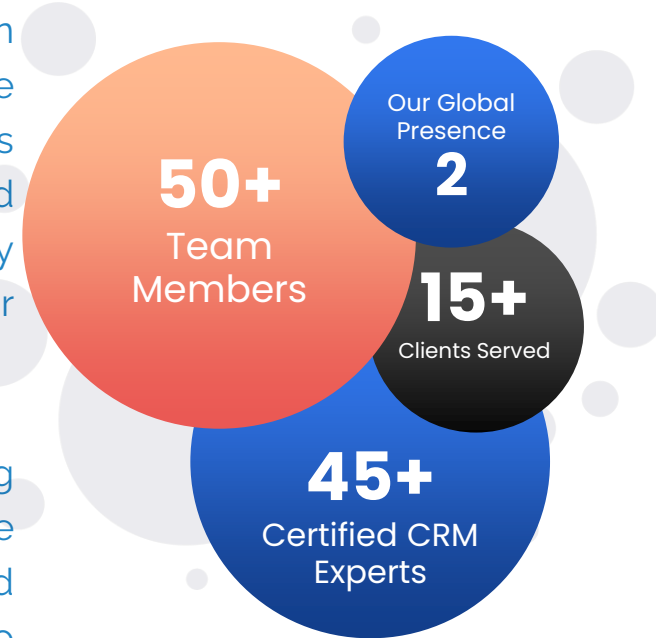 Our Global
Presence
2
50+
Team
Members
15+
Clients Served
45+
Certified CRM
Experts